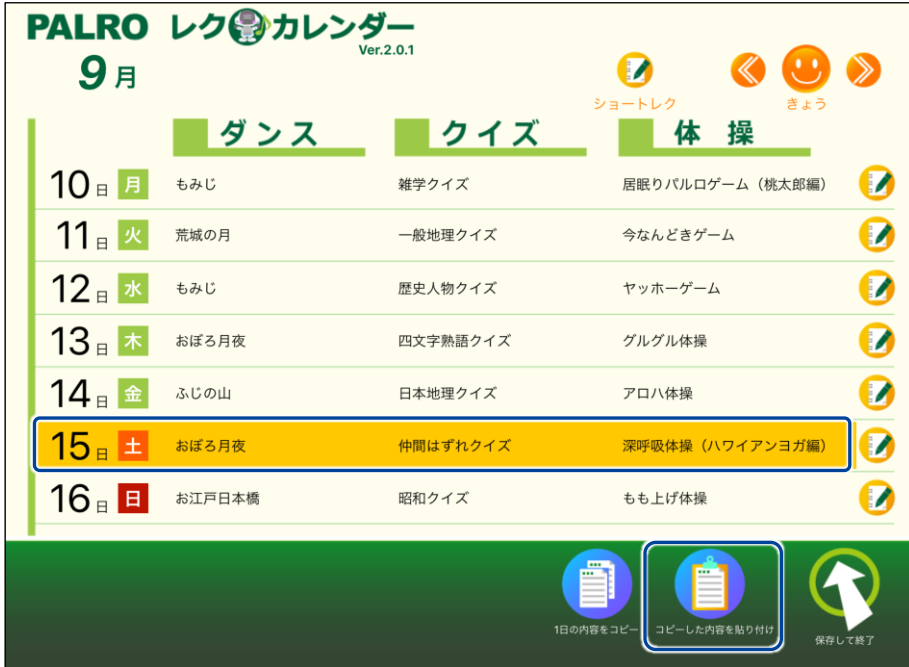 PALRO レクカレンダー
Ver.2.0.1
9月
ショートレク
きょう
ダンス クイズ 体操
10日 月 もみじ 雑学クイズ 居眠りパルロゲーム（桃太郎編）
11日 火 荒城の月 一般地理クイズ 今なんどきゲーム
12日 水 もみじ 歴史人物クイズ ヤッホーゲーム
13日 木 おぼろ月夜 四文字熟語クイズ グルグル体操
14日 金 ふじの山 日本地理クイズ アロハ体操
15日 土 おぼろ月夜 仲間はずれクイズ 深呼吸体操（ハワイアンヨガ編）
16日 日 お江戸日本橋 昭和クイズ もも上げ体操
1日の内容をコピー コピーした内容を貼り付け 保存して終了